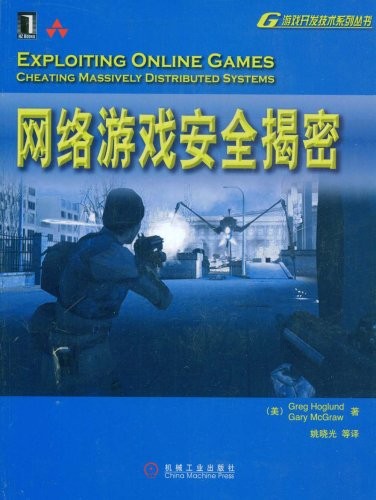 游戏开发技术系列丛书
HZ Books
EXPLOITING ONLINE GAMES
CHEATING MASSIVELY DISTRIBUTED SYSTEMS
网络游戏安全揭密
(美) Greg Hoglund
Gary McGraw 著
姚晓光 等译
机械工业出版社
China Machine Press